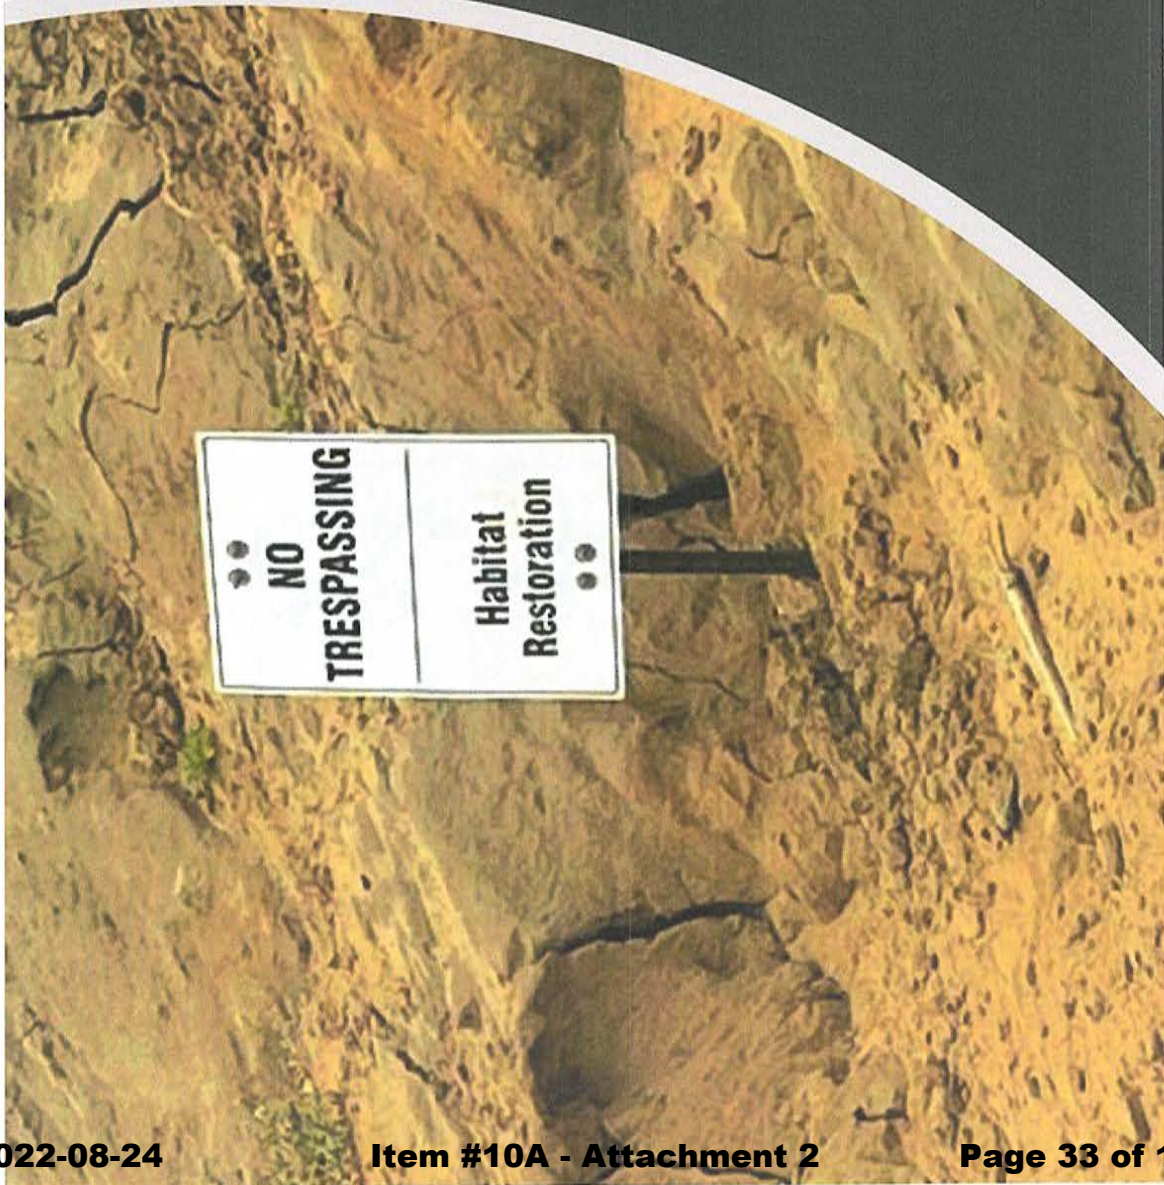 NO
TRESPASSING
Habitat
Restoration
022-08-24 Item #10A - Attachment 2 Page 33 of 1